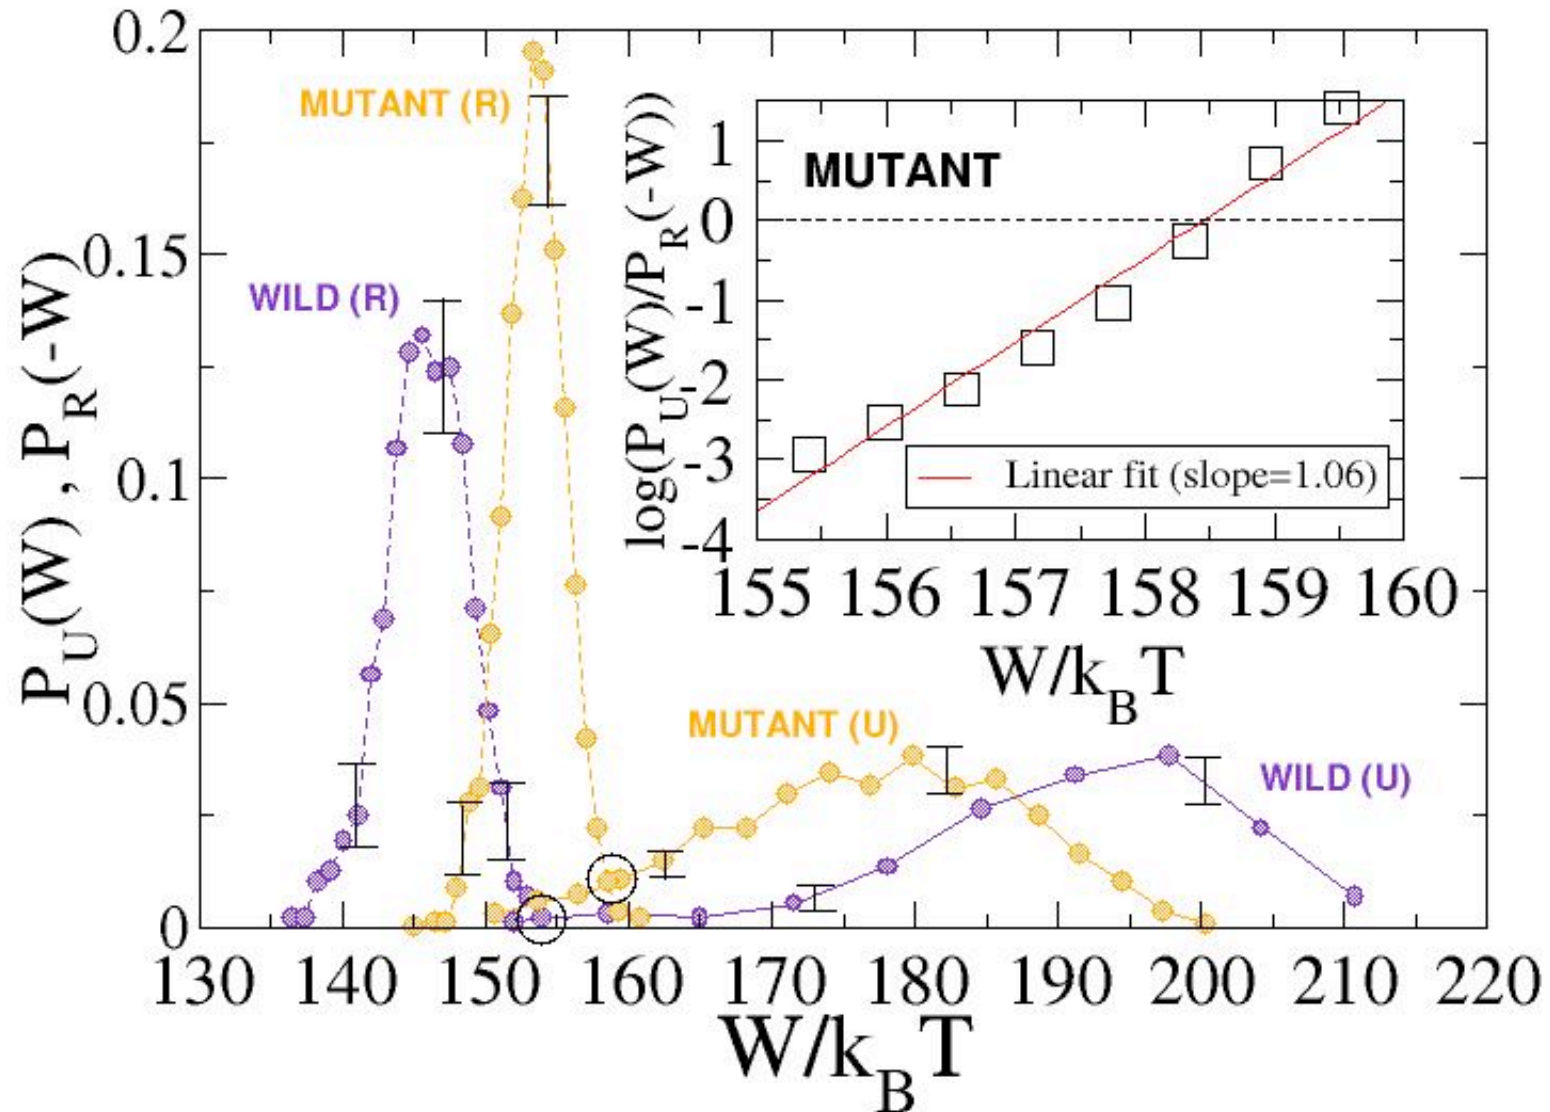 P_U(W) , P_R(-W)
0.2
0.15
0.1
0.05
0
MUTANT (R)
WILD (R)
MUTANT (U)
WILD (U)
130 140 150 160 170 180 190 200 210 220
W/k_BT
log(P_U(W)/P_R(-W))
1
0
-1
-2
-3
-4
MUTANT
Linear fit (slope=1.06)
155 156 157 158 159 160
W/k_BT